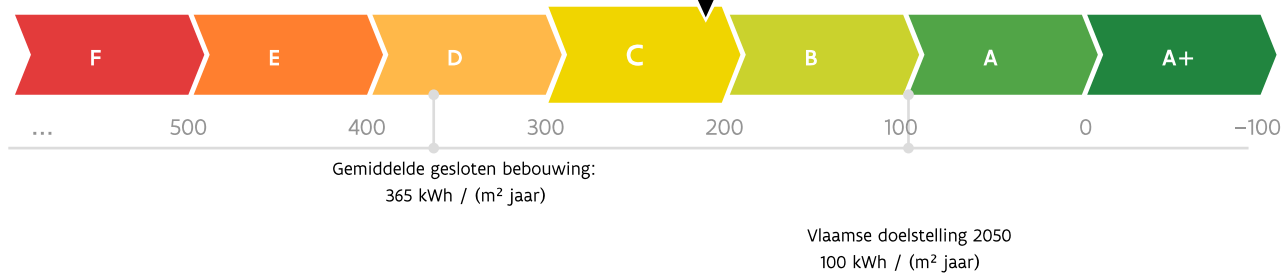 F E D C B A A+
... 500 400 300 200 100 0 −100
Gemiddelde gesloten bebouwing:
365 kWh / (m² jaar)
Vlaamse doelstelling 2050
100 kWh / (m² jaar)